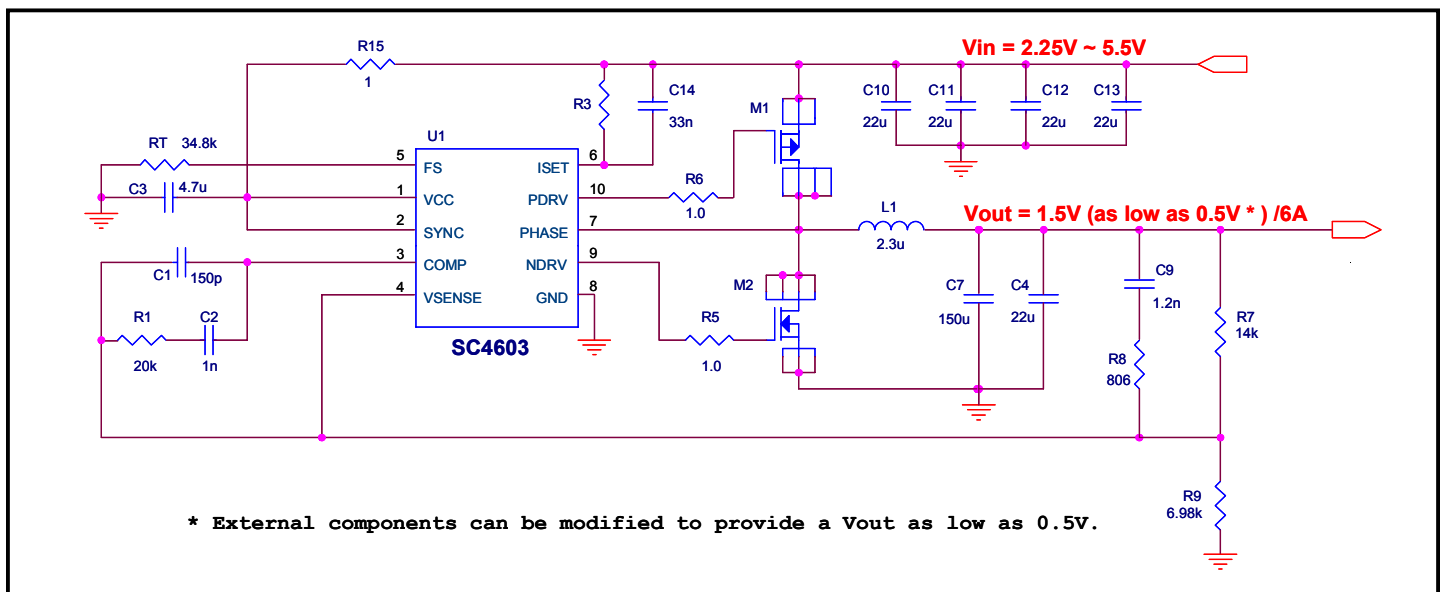 R15
1
Vin = 2.25V ~ 5.5V
R3
C14
33n
M1
C10
22u
C11
22u
C12
22u
C13
22u
U1
RT 34.8k
5
FS
ISET
6
C3
4.7u
1
VCC
PDRV
10
R6
1.0
2
SYNC
PHASE
7
L1
2.3u
Vout = 1.5V (as low as 0.5V * ) /6A
3
COMP
NDRV
9
C1
150p
4
VSENSE
GND
8
M2
C7
150u
C4
22u
C9
1.2n
R1
20k
C2
1n
SC4603
R5
1.0
R7
14k
R8
806
R9
6.98k
* External components can be modified to provide a Vout as low as 0.5V.